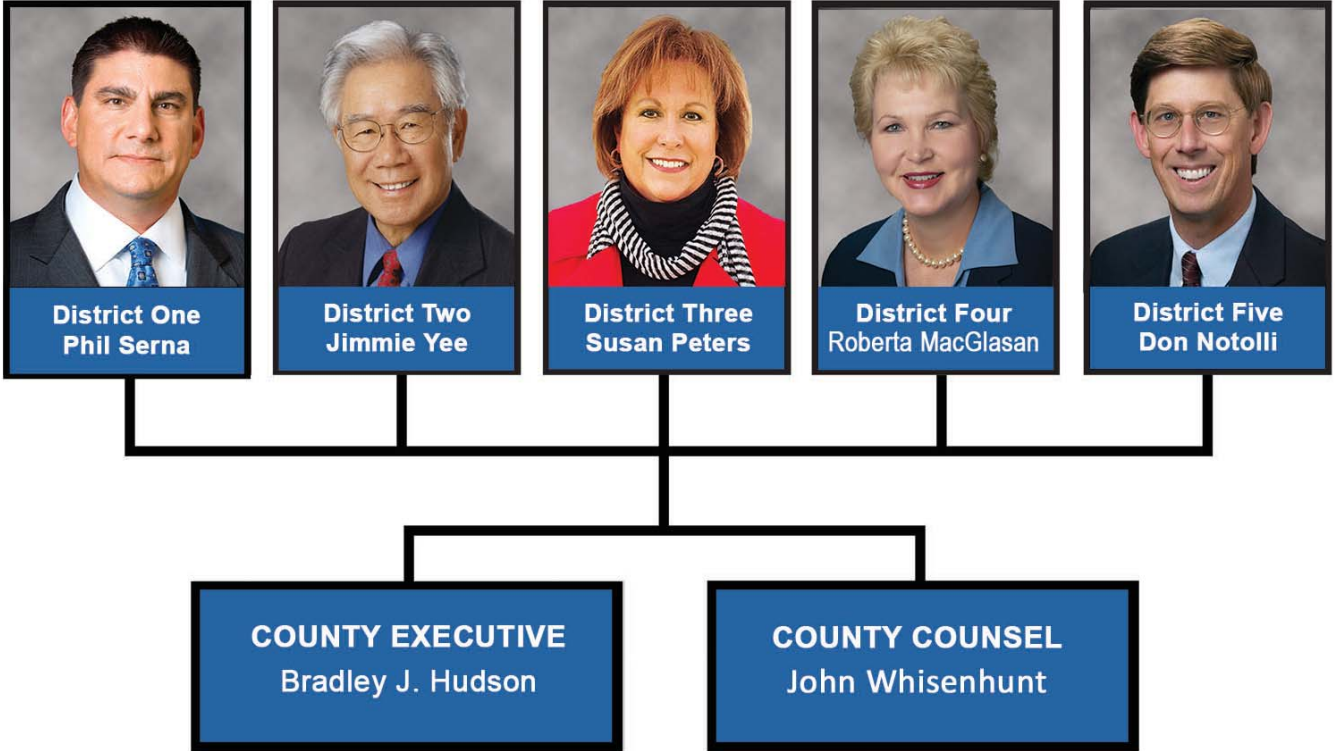 District One
Phil Serna
District Two
Jimmie Yee
District Three
Susan Peters
District Four
Roberta MacGlasan
District Five
Don Notolli
COUNTY EXECUTIVE
Bradley J. Hudson
COUNTY COUNSEL
John Whisenhunt